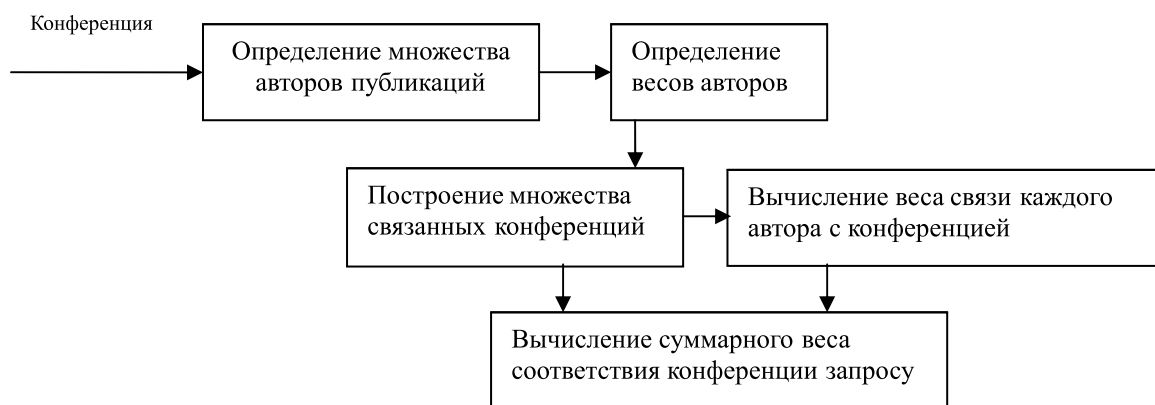 Конференция
Определение множества
авторов публикаций
Определение
весов авторов
Построение множества
связанных конференций
Вычисление веса связи каждого
автора с конференцией
Вычисление суммарного веса
соответствия конференции запросу